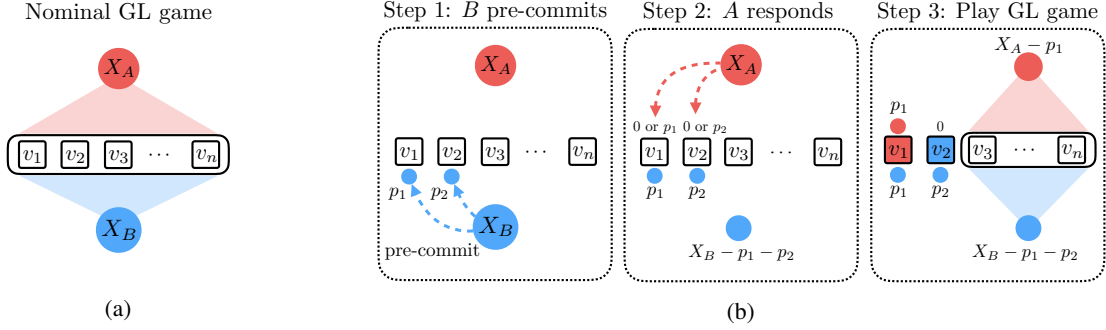 Nominal GL game
X_A
v_1 v_2 v_3 ⋯ v_n
X_B
(a)
Step 1: B pre-commits
X_A
v_1 v_2 v_3 ⋯ v_n
p_1 p_2
X_B
pre-commit
Step 2: A responds
X_A
0 or p_1 0 or p_2
v_1 v_2 v_3 ⋯ v_n
p_1 p_2
X_B − p_1 − p_2
Step 3: Play GL game
X_A − p_1
p_1 0
v_1 v_2 v_3 ⋯ v_n
p_1 p_2
X_B − p_1 − p_2
(b)